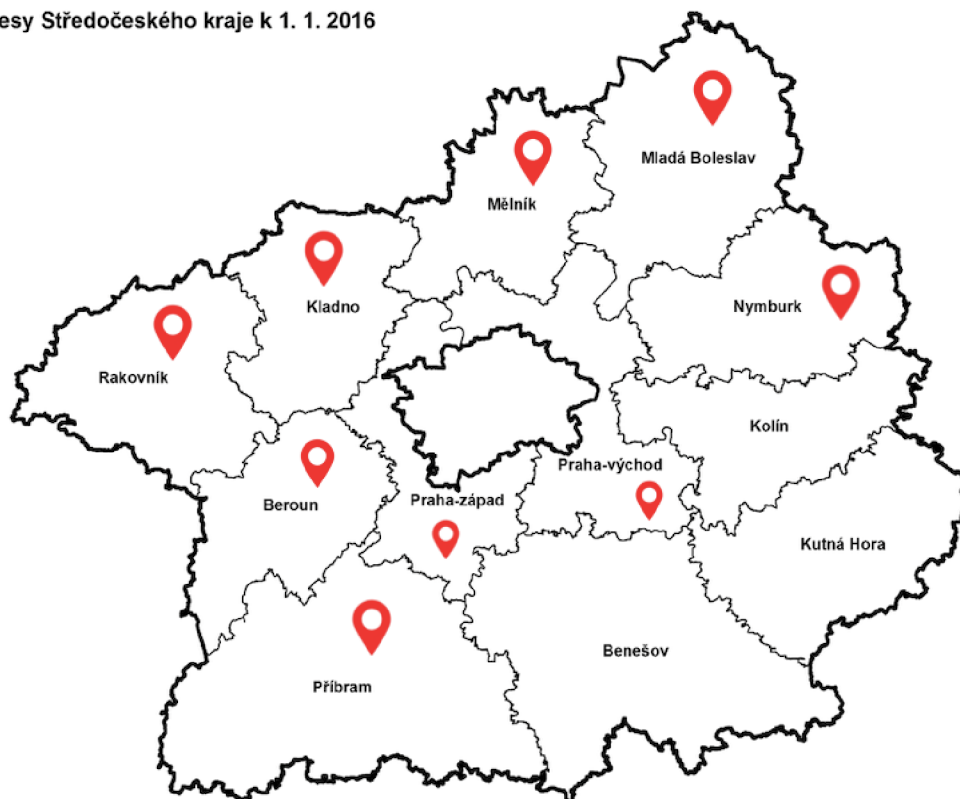 esy Středočeského kraje k 1. 1. 2016
Mladá Boleslav
Mělník
Kladno
Nymburk
Rakovník
Kolín
Praha-východ
Beroun
Praha-západ
Kutná Hora
Benešov
Příbram